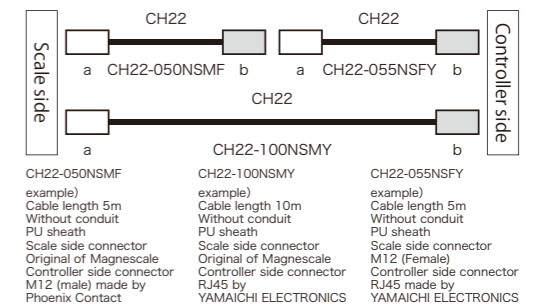 CH22
CH22
Scale side
Controller side
a CH22-050NSMF b
a CH22-055NSFY b
CH22
a CH22-100NSMY b
CH22-050NSMF
example)
Cable length 5m
Without conduit
PU sheath
Scale side connector
Original of Magnescale
Controller side connector
M12 (male) made by
Phoenix Contact
CH22-100NSMY
example)
Cable length 10m
Without conduit
PU sheath
Scale side connector
Original of Magnescale
Controller side connector
RJ45 by
YAMAICHI ELECTRONICS
CH22-055NSFY
example)
Cable length 5m
Without conduit
PU sheath
Scale side connector
M12 (Female)
Controller side connector
RJ45 made by
YAMAICHI ELECTRONICS